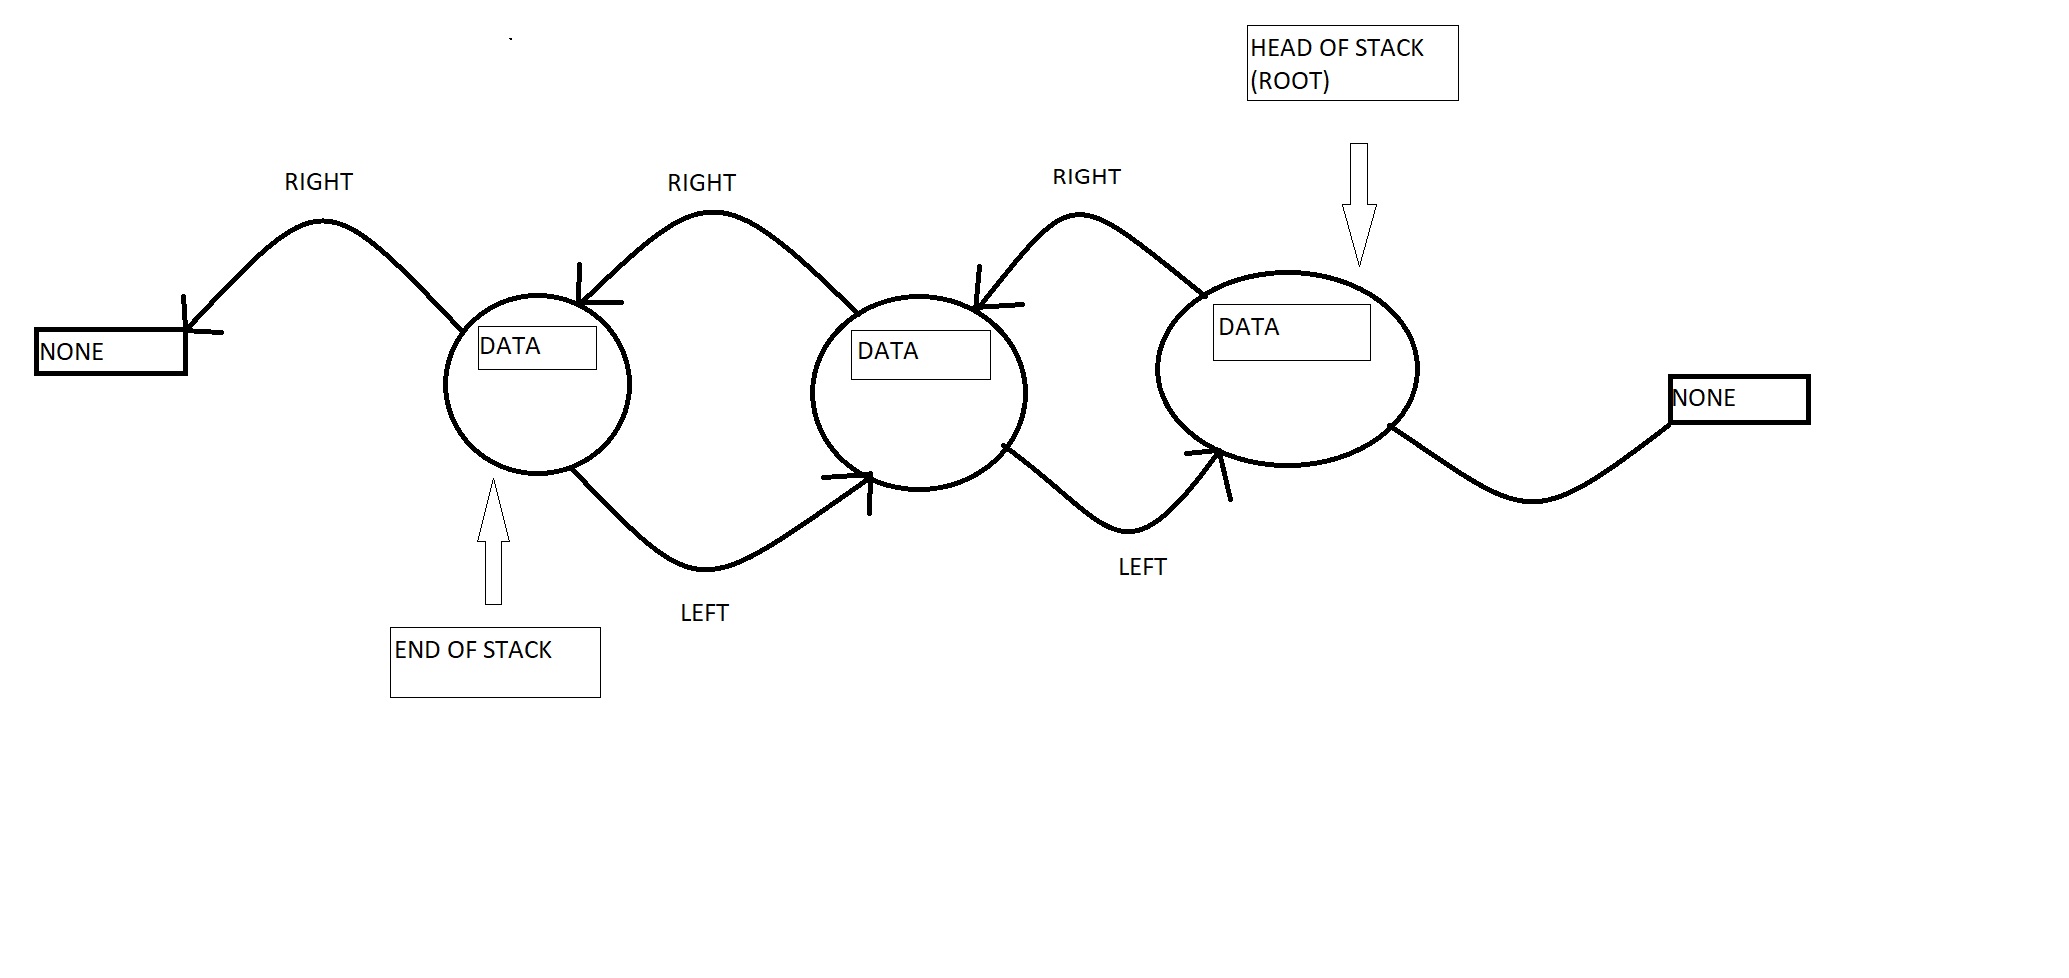 HEAD OF STACK
(ROOT)
RIGHT
RIGHT
RIGHT
NONE
DATA
DATA
DATA
NONE
LEFT
LEFT
END OF STACK